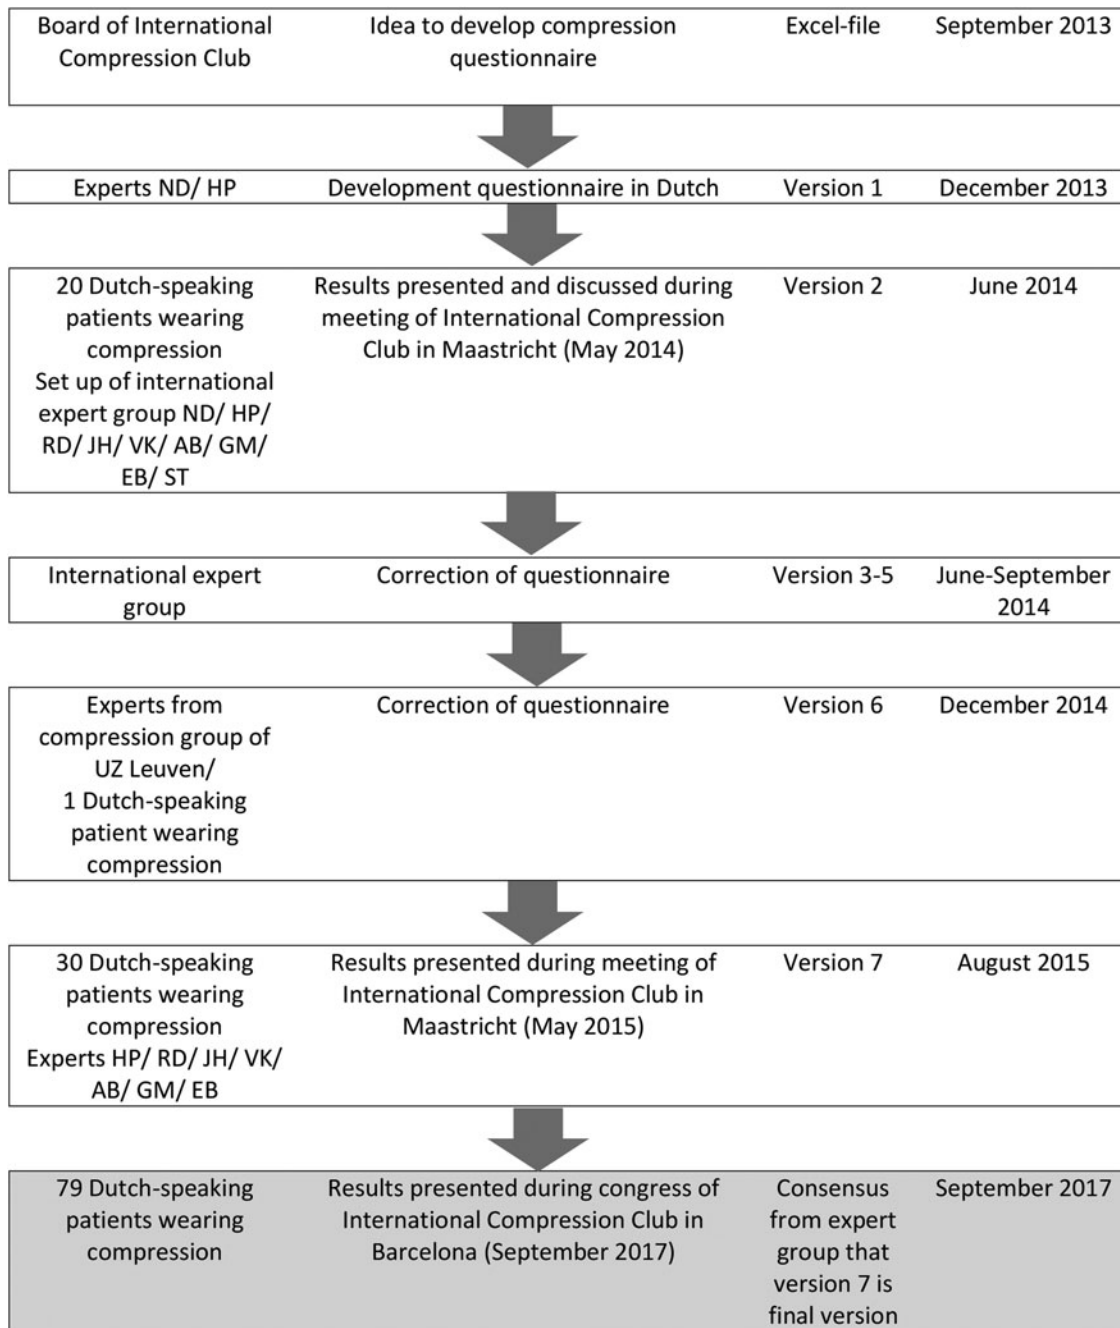 Board of International
Compression Club
Idea to develop compression
questionnaire
Excel-file
September 2013
Experts ND/ HP
Development questionnaire in Dutch
Version 1
December 2013
20 Dutch-speaking
patients wearing
compression
Set up of international
expert group ND/ HP/
RD/ JH/ VK/ AB/ GM/
EB/ ST
Results presented and discussed during
meeting of International Compression
Club in Maastricht (May 2014)
Version 2
June 2014
International expert
group
Correction of questionnaire
Version 3-5
June-September
2014
Experts from
compression group of
UZ Leuven/
1 Dutch-speaking
patient wearing
compression
Correction of questionnaire
Version 6
December 2014
30 Dutch-speaking
patients wearing
compression
Experts HP/ RD/ JH/ VK/
AB/ GM/ EB
Results presented during meeting of
International Compression Club in
Maastricht (May 2015)
Version 7
August 2015
79 Dutch-speaking
patients wearing
compression
Results presented during congress of
International Compression Club in
Barcelona (September 2017)
Consensus
from expert
group that
version 7 is
final version
September 2017